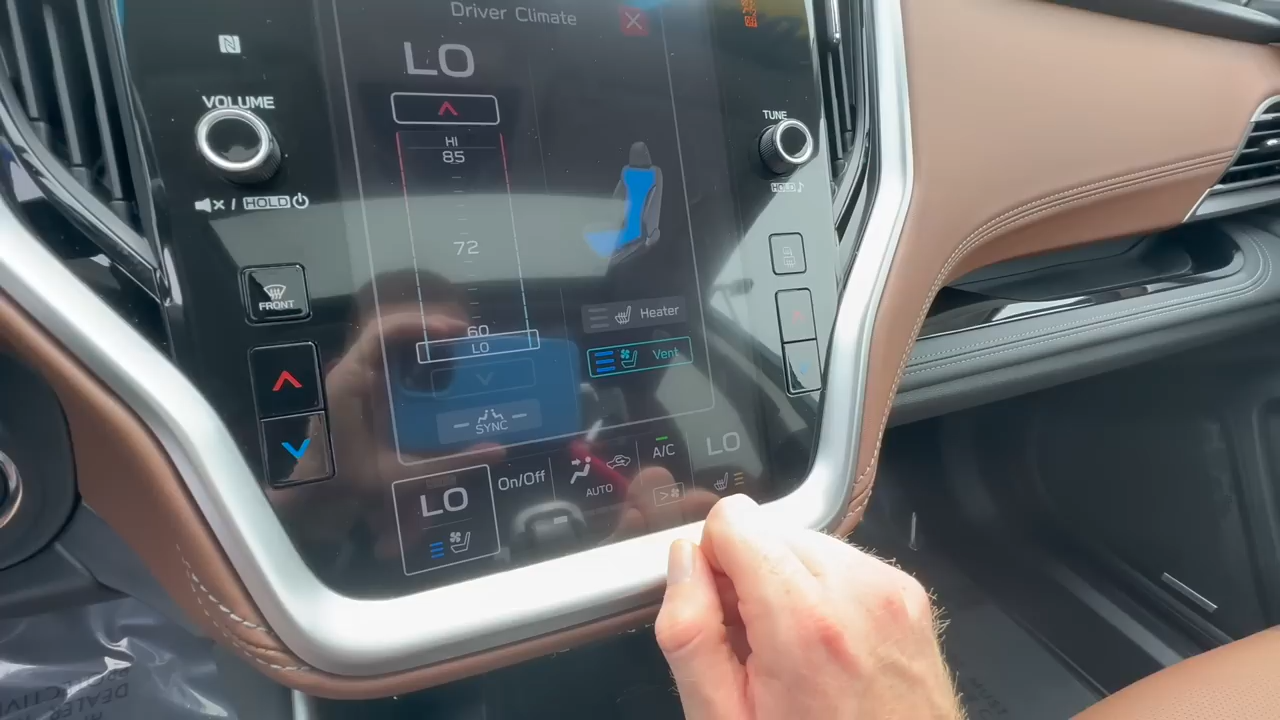 Driver Climate
LO
VOLUME
TUNE
HI
85
HOLD
/ HOLD
72
FRONT
Heater
60
LO
Vent
SYNC
A/C
LO
On/Off
LO
AUTO
DEALER